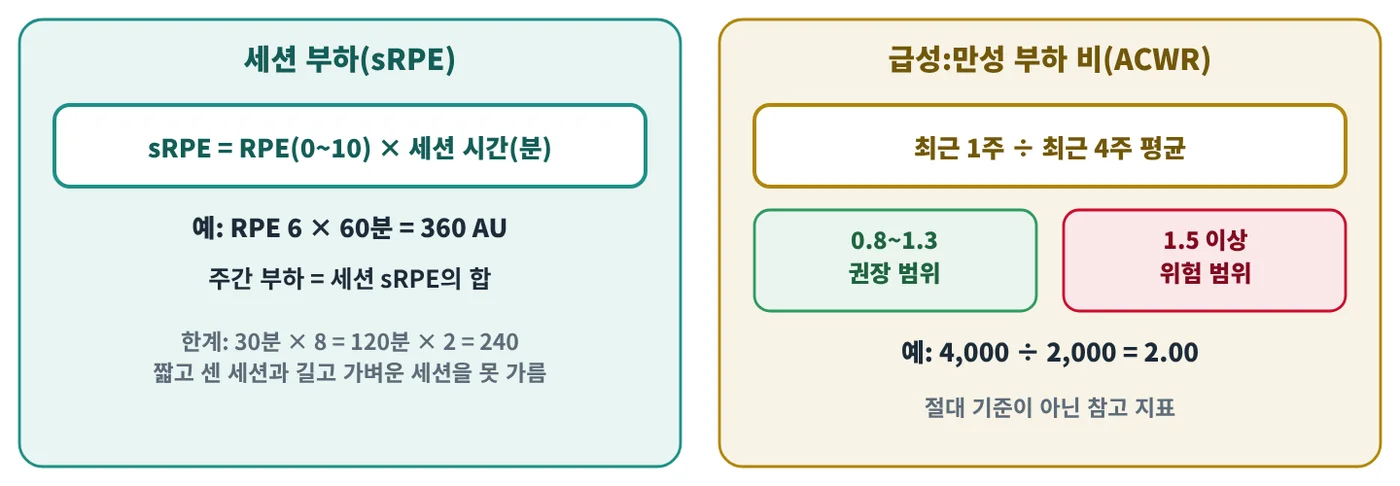 세션 부하(sRPE)
sRPE = RPE(0~10) × 세션 시간(분)
예: RPE 6 × 60분 = 360 AU
주간 부하 = 세션 sRPE의 합
한계: 30분 × 8 = 120분 × 2 = 240
짧고 센 세션과 길고 가벼운 세션을 못 가름
급성:만성 부하 비(ACWR)
최근 1주 ÷ 최근 4주 평균
0.8~1.3
권장 범위
1.5 이상
위험 범위
예: 4,000 ÷ 2,000 = 2.00
절대 기준이 아닌 참고 지표